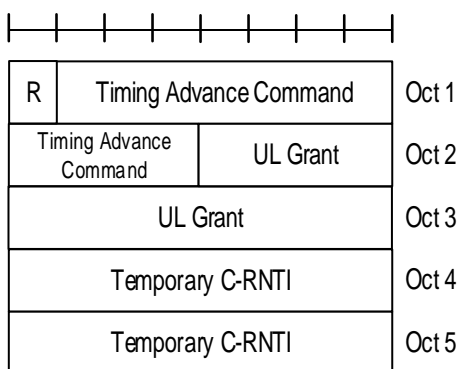 R Timing Advance Command Oct 1
Timing Advance
Command
UL Grant Oct 2
UL Grant Oct 3
Temporary C-RNTI Oct 4
Temporary C-RNTI Oct 5